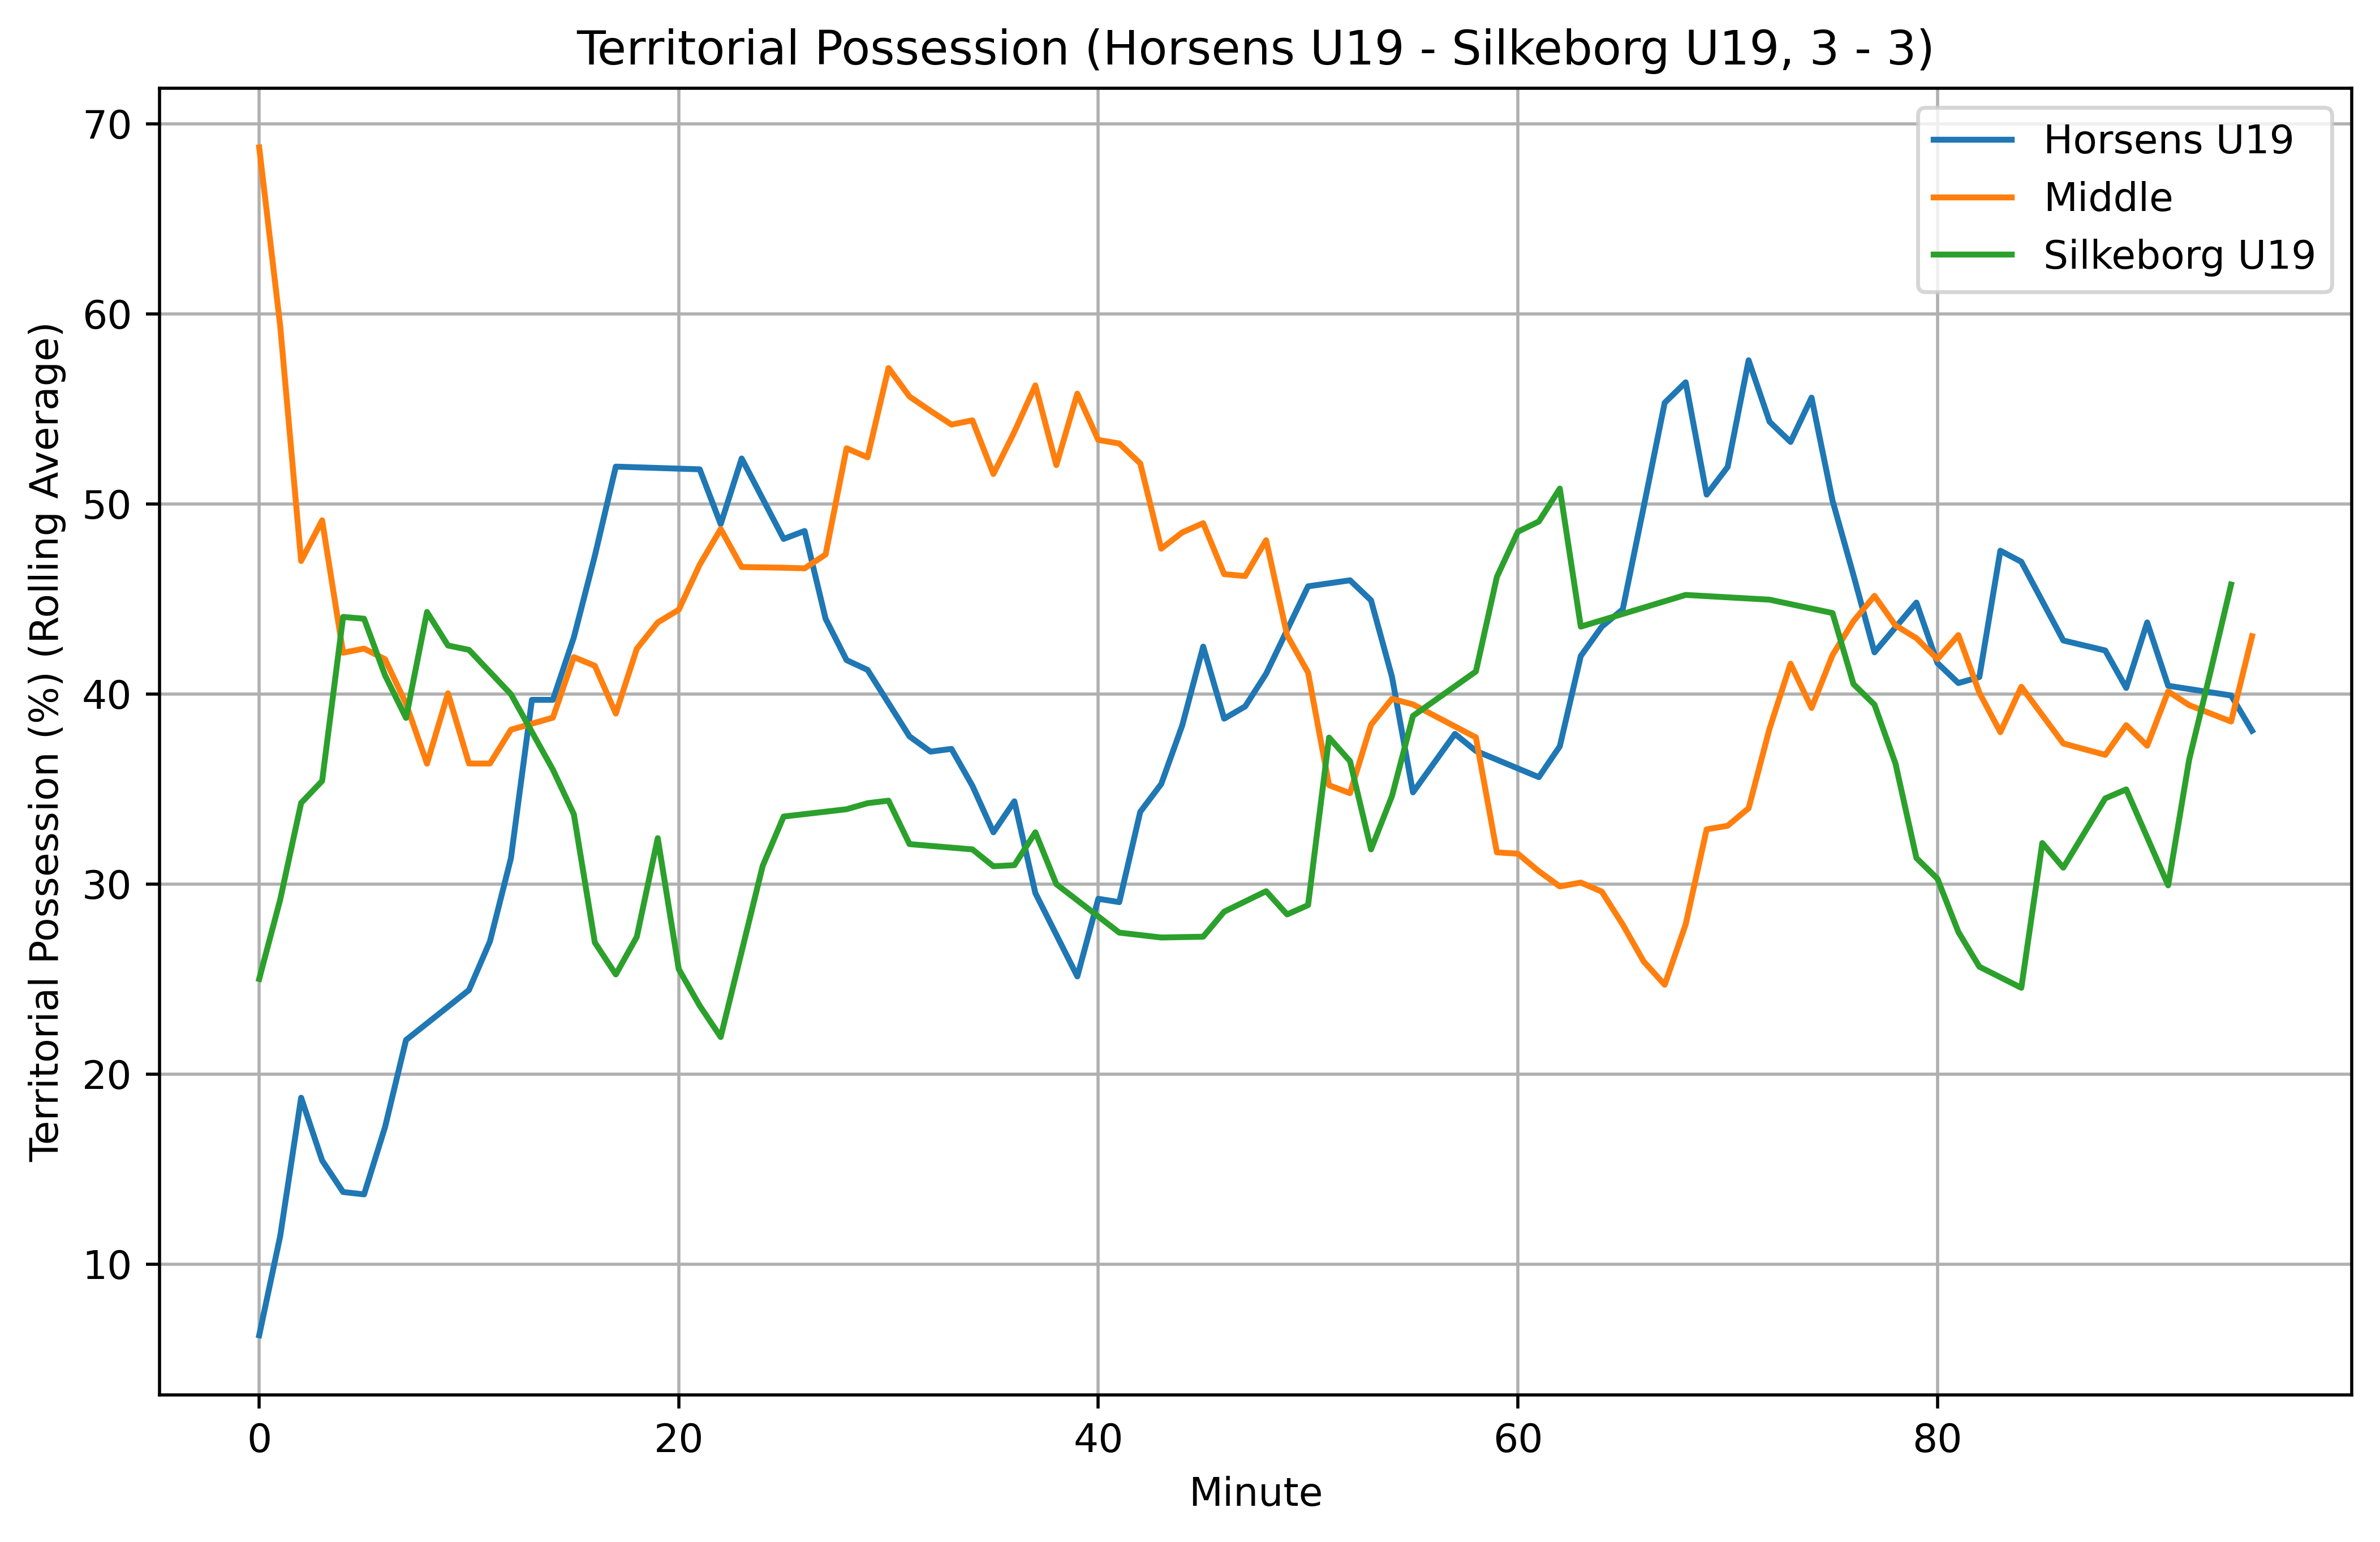 Territorial Possession (Horsens U19 - Silkeborg U19, 3 - 3)
Horsens U19
Middle
Silkeborg U19
Territorial Possession (%) (Rolling Average)
70
60
50
40
30
20
10
0 20 40 60 80
Minute